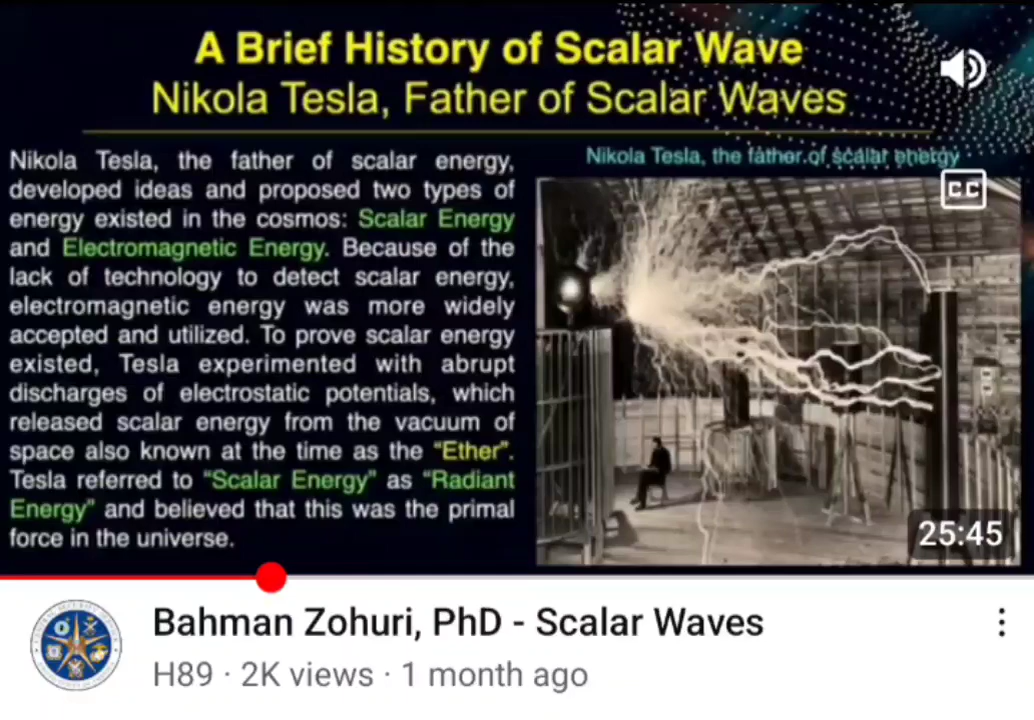 A Brief History of Scalar Wave
Nikola Tesla, Father of Scalar Waves
Nikola Tesla, the father of scalar energy,
developed ideas and proposed two types of
energy existed in the cosmos: Scalar Energy
and Electromagnetic Energy. Because of the
lack of technology to detect scalar energy,
electromagnetic energy was more widely
accepted and utilized. To prove scalar energy
existed, Tesla experimented with abrupt
discharges of electrostatic potentials, which
released scalar energy from the vacuum of
space also known at the time as the "Ether".
Tesla referred to "Scalar Energy" as "Radiant
Energy" and believed that this was the primal
force in the universe.
Nikola Tesla, the father of scalar energy
CC
25:45
Bahman Zohuri, PhD - Scalar Waves
H89 · 2K views · 1 month ago